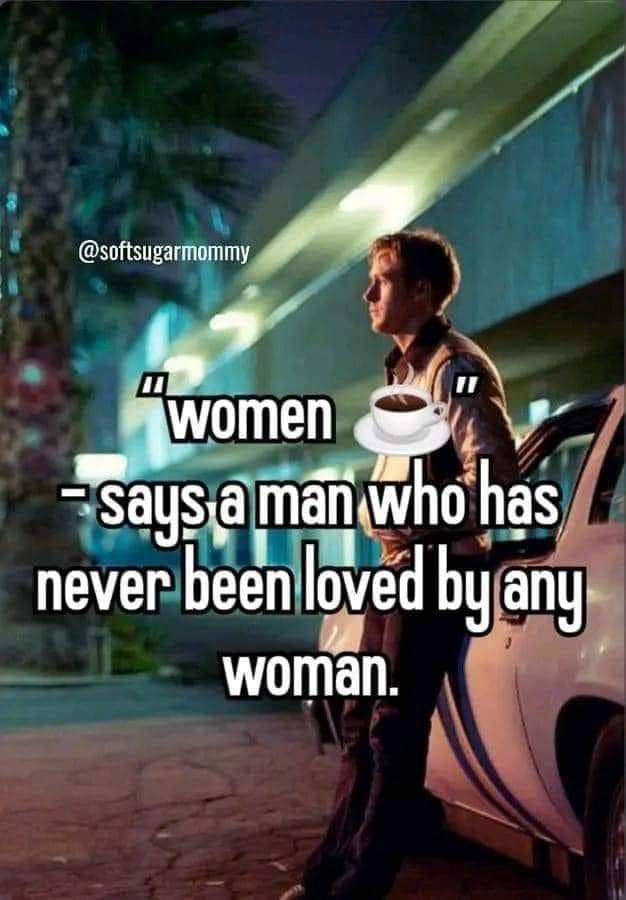 @softsugarmommy
"women ☕"
- says a man who has
never been loved by any
woman.